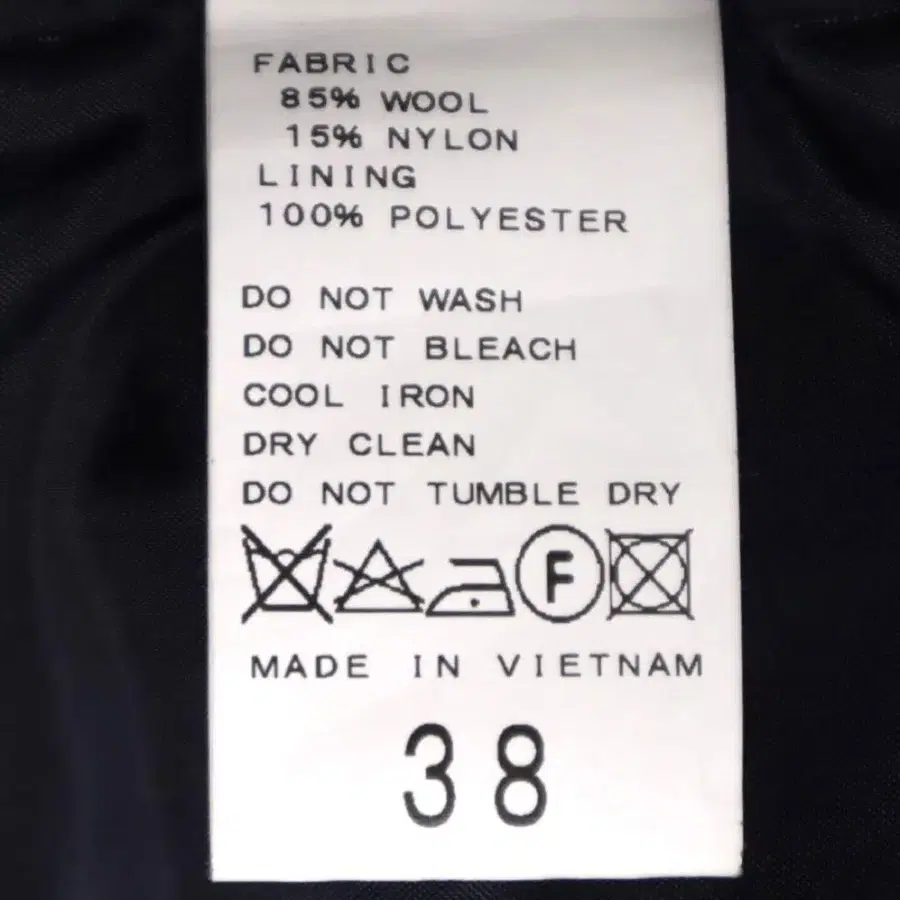 FABRIC
85% WOOL
15% NYLON
LINING
100% POLYESTER
DO NOT WASH
DO NOT BLEACH
COOL IRON
DRY CLEAN
DO NOT TUMBLE DRY
F
MADE IN VIETNAM
38